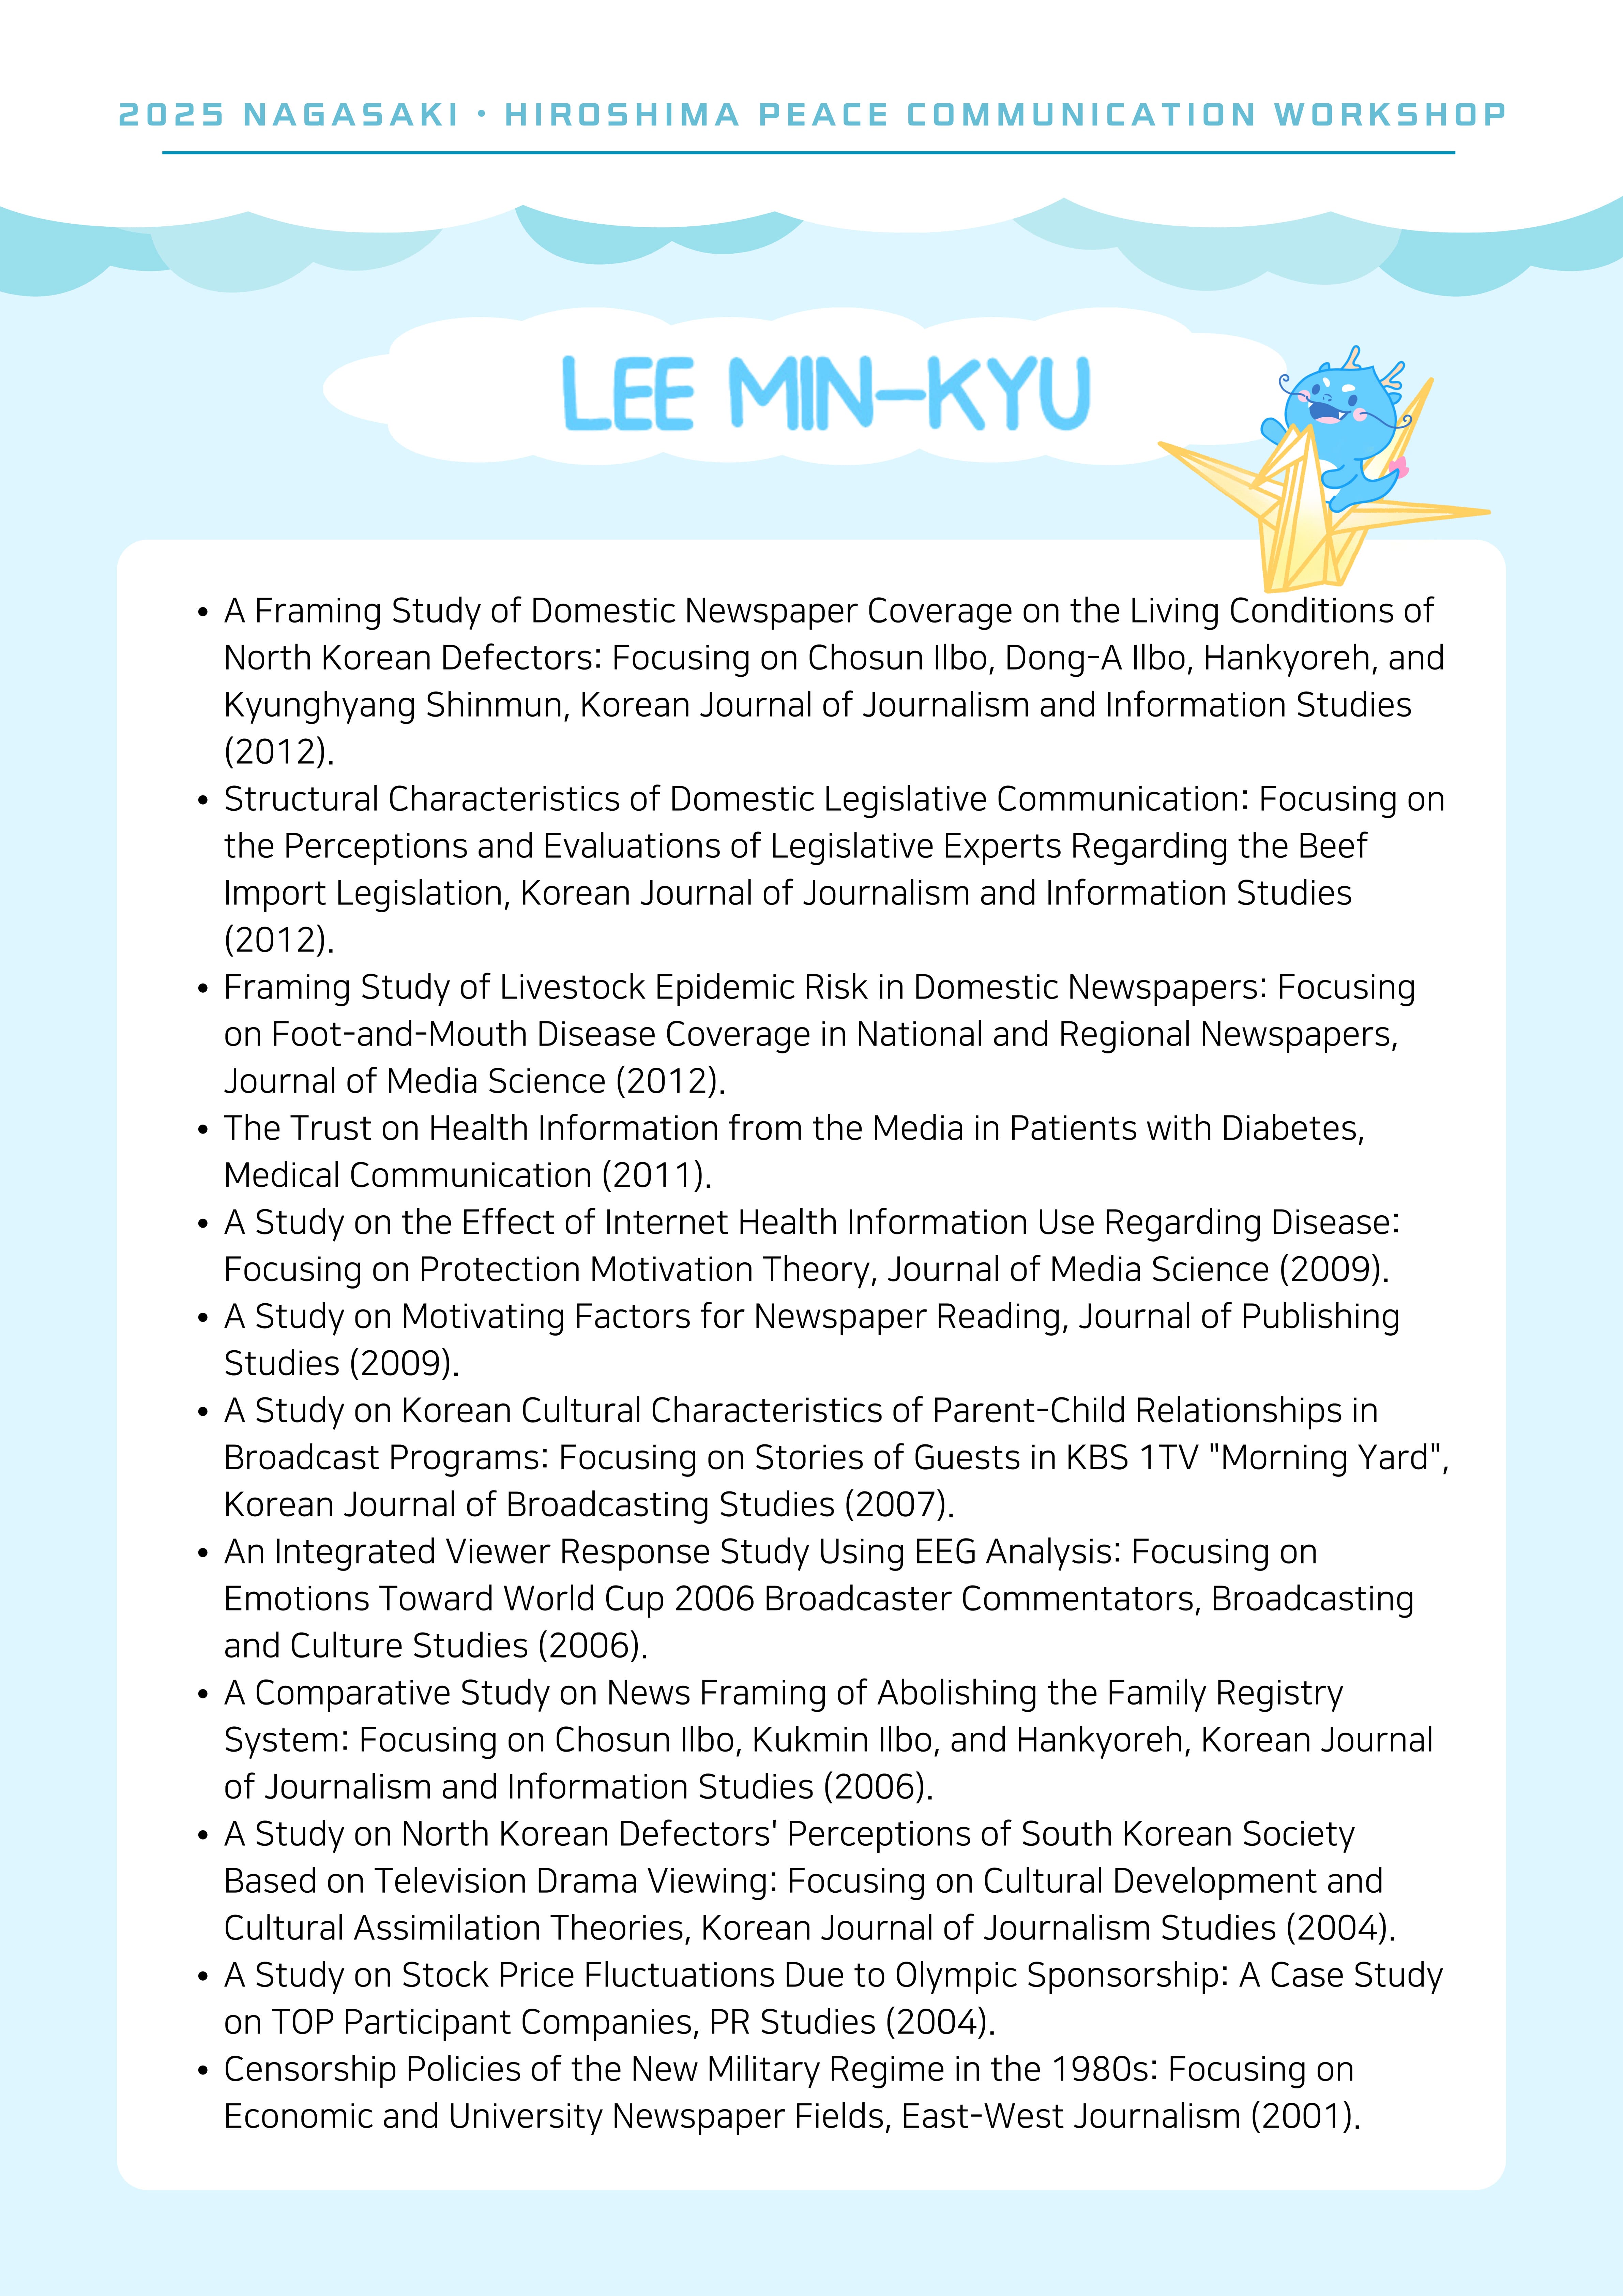 2025 NAGASAKI • HIROSHIMA PEACE COMMUNICATION WORKSHOP
LEE MIN-KYU
• A Framing Study of Domestic Newspaper Coverage on the Living Conditions of
North Korean Defectors: Focusing on Chosun Ilbo, Dong-A Ilbo, Hankyoreh, and
Kyunghyang Shinmun, Korean Journal of Journalism and Information Studies
(2012).
• Structural Characteristics of Domestic Legislative Communication: Focusing on
the Perceptions and Evaluations of Legislative Experts Regarding the Beef
Import Legislation, Korean Journal of Journalism and Information Studies
(2012).
• Framing Study of Livestock Epidemic Risk in Domestic Newspapers: Focusing
on Foot-and-Mouth Disease Coverage in National and Regional Newspapers,
Journal of Media Science (2012).
• The Trust on Health Information from the Media in Patients with Diabetes,
Medical Communication (2011).
• A Study on the Effect of Internet Health Information Use Regarding Disease:
Focusing on Protection Motivation Theory, Journal of Media Science (2009).
• A Study on Motivating Factors for Newspaper Reading, Journal of Publishing
Studies (2009).
• A Study on Korean Cultural Characteristics of Parent-Child Relationships in
Broadcast Programs: Focusing on Stories of Guests in KBS 1TV "Morning Yard",
Korean Journal of Broadcasting Studies (2007).
• An Integrated Viewer Response Study Using EEG Analysis: Focusing on
Emotions Toward World Cup 2006 Broadcaster Commentators, Broadcasting
and Culture Studies (2006).
• A Comparative Study on News Framing of Abolishing the Family Registry
System: Focusing on Chosun Ilbo, Kukmin Ilbo, and Hankyoreh, Korean Journal
of Journalism and Information Studies (2006).
• A Study on North Korean Defectors' Perceptions of South Korean Society
Based on Television Drama Viewing: Focusing on Cultural Development and
Cultural Assimilation Theories, Korean Journal of Journalism Studies (2004).
• A Study on Stock Price Fluctuations Due to Olympic Sponsorship: A Case Study
on TOP Participant Companies, PR Studies (2004).
• Censorship Policies of the New Military Regime in the 1980s: Focusing on
Economic and University Newspaper Fields, East-West Journalism (2001).